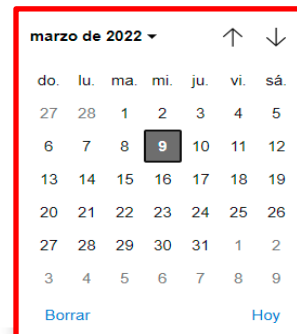 marzo de 2022
do. lu. ma. mi. ju. vi. sá.
27 28 1 2 3 4 5
6 7 8 9 10 11 12
13 14 15 16 17 18 19
20 21 22 23 24 25 26
27 28 29 30 31 1 2
3 4 5 6 7 8 9
Borrar Hoy